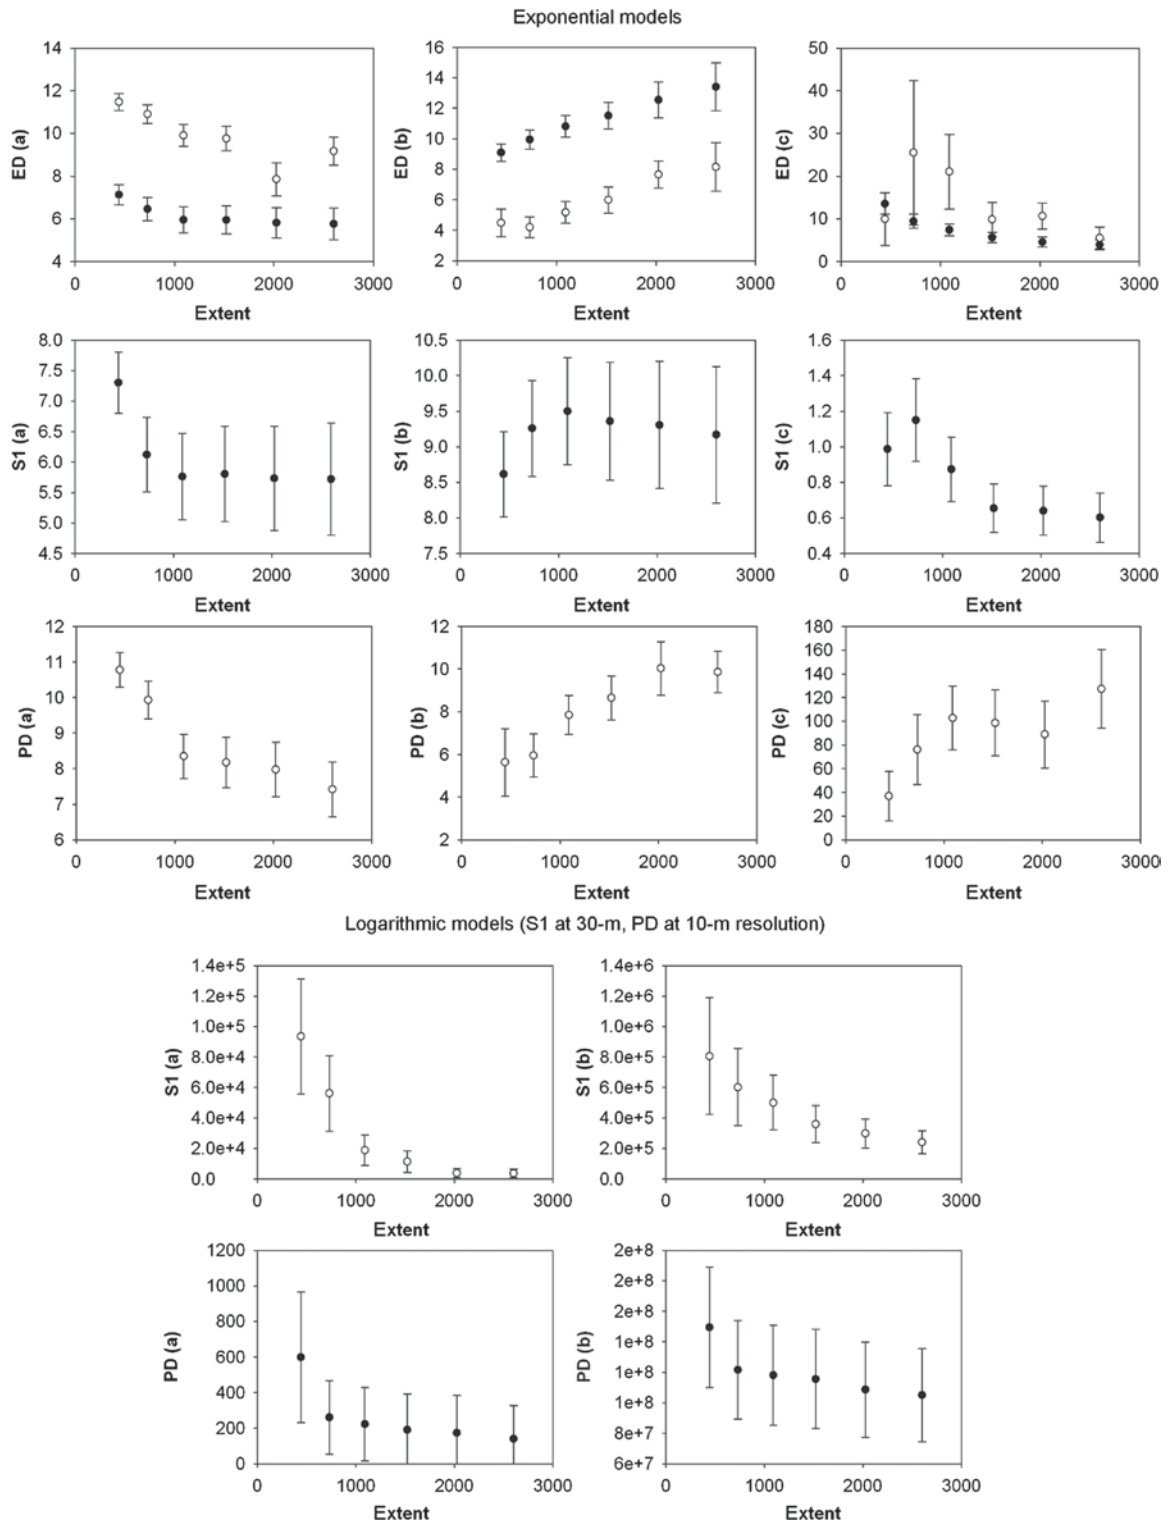 Exponential models
14
12
10
8
6
4
ED (a)
0 1000 2000 3000
Extent
16
14
12
10
8
6
4
2
ED (b)
0 1000 2000 3000
Extent
50
40
30
20
10
0
ED (c)
0 1000 2000 3000
Extent
8.0
7.5
7.0
6.5
6.0
5.5
5.0
4.5
S1 (a)
0 1000 2000 3000
Extent
10.5
10.0
9.5
9.0
8.5
8.0
7.5
S1 (b)
0 1000 2000 3000
Extent
1.6
1.4
1.2
1.0
0.8
0.6
0.4
S1 (c)
0 1000 2000 3000
Extent
12
11
10
9
8
7
6
PD (a)
0 1000 2000 3000
Extent
12
10
8
6
4
2
PD (b)
0 1000 2000 3000
Extent
180
160
140
120
100
80
60
40
20
0
PD (c)
0 1000 2000 3000
Extent
Logarithmic models (S1 at 30-m, PD at 10-m resolution)
1.4e+5
1.2e+5
1.0e+5
8.0e+4
6.0e+4
4.0e+4
2.0e+4
0.0
S1 (a)
0 1000 2000 3000
Extent
1.4e+6
1.2e+6
1.0e+6
8.0e+5
6.0e+5
4.0e+5
2.0e+5
0.0
S1 (b)
0 1000 2000 3000
Extent
1200
1000
800
600
400
200
0
PD (a)
0 1000 2000 3000
Extent
2e+8
2e+8
2e+8
1e+8
1e+8
1e+8
8e+7
6e+7
PD (b)
0 1000 2000 3000
Extent